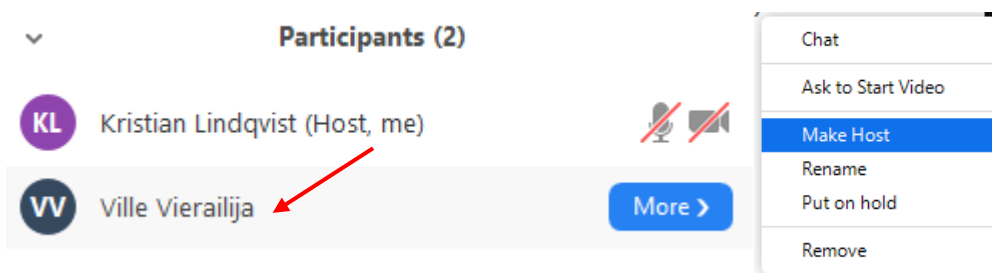 Participants (2)
KL Kristian Lindqvist (Host, me)
VV Ville Vierailija More
Chat
Ask to Start Video
Make Host
Rename
Put on hold
Remove